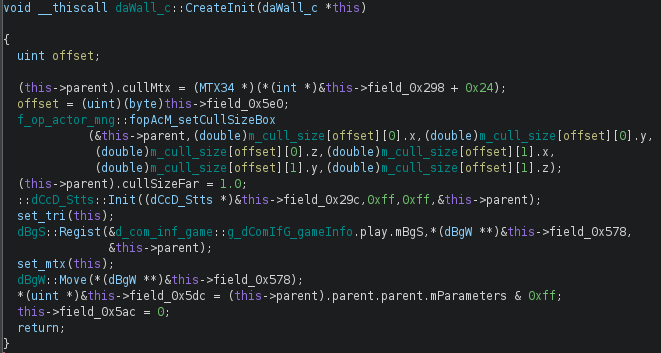 void __thiscall daWall_c::CreateInit(daWall_c *this)
{
uint offset;
(this->parent).cullMtx = (MTX34 *)(*(int *)&this->field_0x298 + 0x24);
offset = (uint)(byte)this->field_0x5e0;
f_op_actor_mng::fopAcM_setCullSizeBox
(&this->parent,(double)m_cull_size[offset][0].x,(double)m_cull_size[offset][0].y,
(double)m_cull_size[offset][0].z,(double)m_cull_size[offset][1].x,
(double)m_cull_size[offset][1].y,(double)m_cull_size[offset][1].z);
(this->parent).cullSizeFar = 1.0;
::dCcD_Stts::Init((dCcD_Stts *)&this->field_0x29c,0xff,0xff,&this->parent);
set_tri(this);
dBgS::Regist(&d_com_inf_game::g_dComIfG_gameInfo.play.mBgS,*(dBgW **)&this->field_0x578,
&this->parent);
set_mtx(this);
dBgW::Move(*(dBgW **)&this->field_0x578);
*(uint *)&this->field_0x5dc = (this->parent).parent.parent.mParameters & 0xff;
this->field_0x5ac = 0;
return;
}